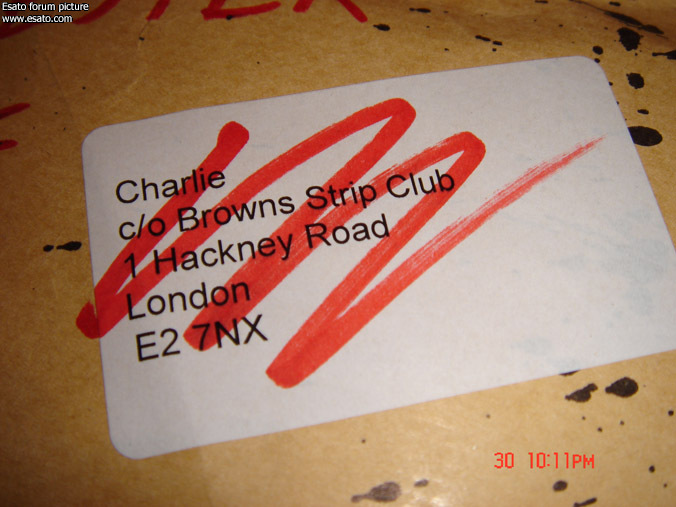 Esato forum picture
www.esato.com
Charlie
c/o Browns Strip Club
1 Hackney Road
London
E2 7NX
30 10:11PM